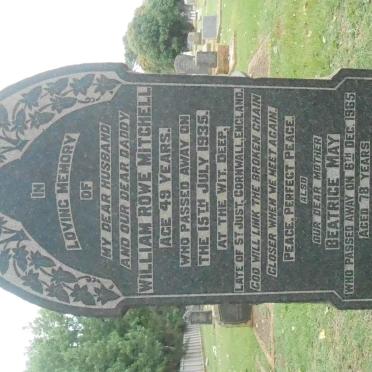 IN
LOVING MEMORY
OF
MY DEAR HUSBAND
AND OUR DEAR DADDY
WILLIAM ROWE MITCHELL
AGE 49 YEARS.
WHO PASSED AWAY ON
THE 15TH JULY 1935.
AT THE WIT. DEEP.
LATE OF ST JUST, CORNWALL, ENGLAND.
GOD WILL LINK THE BROKEN CHAIN
CLOSER WHEN WE MEET AGAIN
PEACE, PERFECT PEACE.
ALSO
OUR DEAR MOTHER
BEATRICE MAY
WHO PASSED AWAY ON 6TH DEC. 1965
AGED 78 YEARS